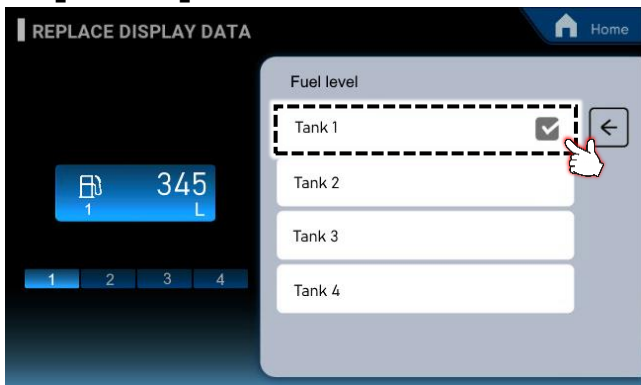 REPLACE DISPLAY DATA
Home
Fuel level
Tank 1
Tank 2
Tank 3
Tank 4
345
1 L
1 2 3 4